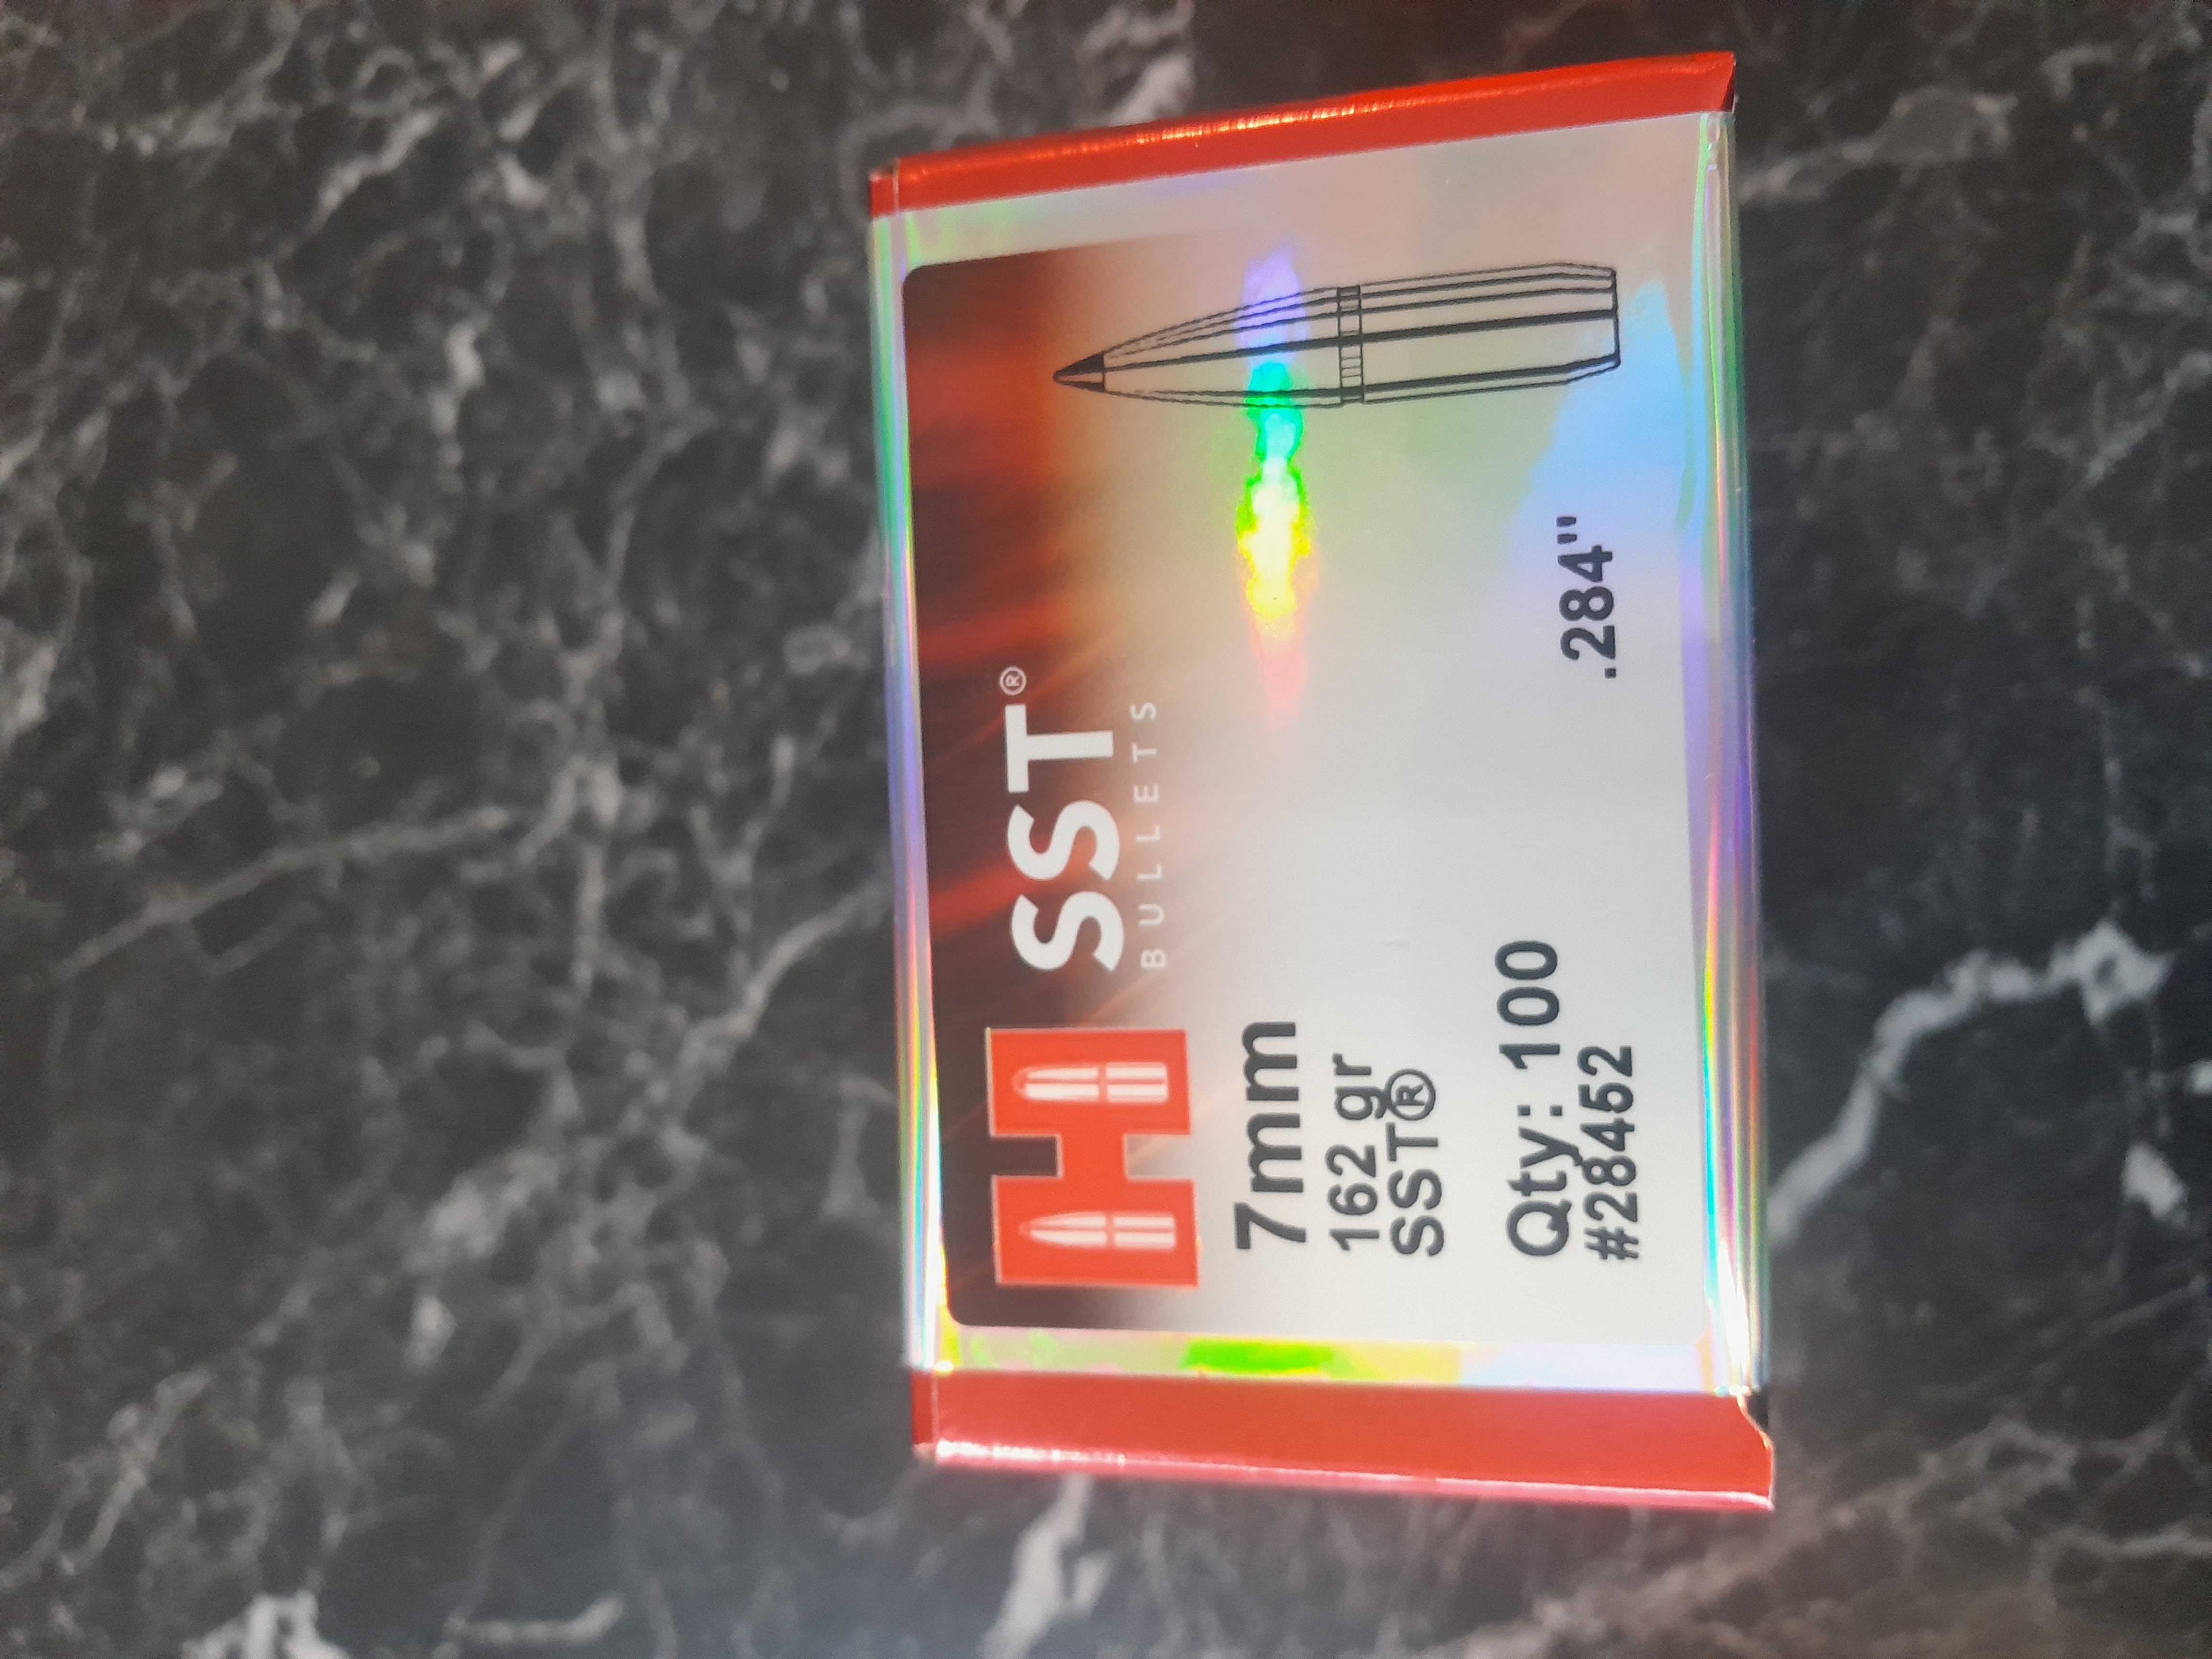 H SST®
BULLETS
7mm
162 gr
SST®
Qty: 100
#28452 .284"